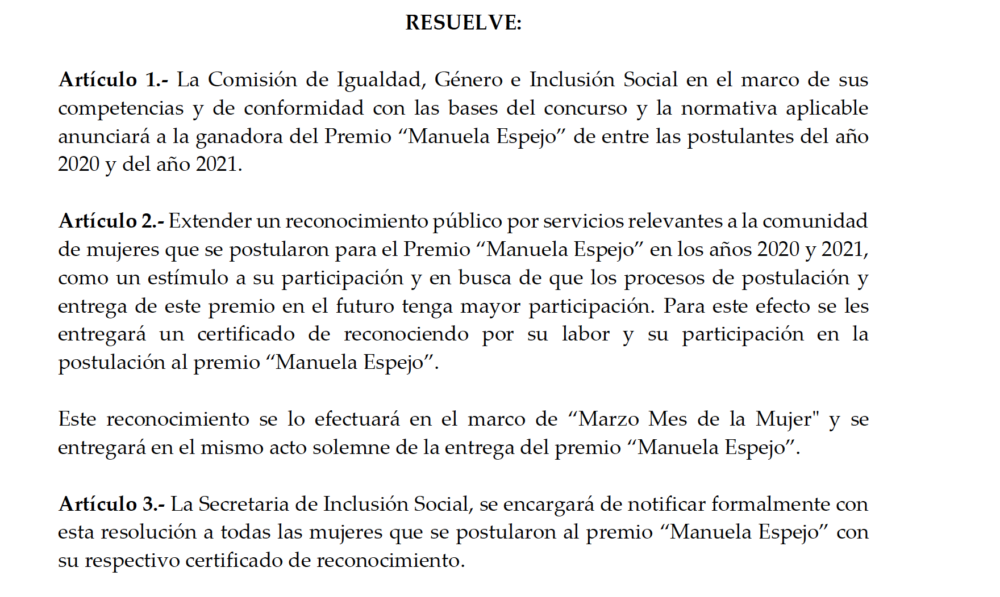 RESUELVE:
Artículo 1.- La Comisión de Igualdad, Género e Inclusión Social en el marco de sus
competencias y de conformidad con las bases del concurso y la normativa aplicable
anunciará a la ganadora del Premio “Manuela Espejo” de entre las postulantes del año
2020 y del año 2021.
Artículo 2.- Extender un reconocimiento público por servicios relevantes a la comunidad
de mujeres que se postularon para el Premio “Manuela Espejo” en los años 2020 y 2021,
como un estímulo a su participación y en busca de que los procesos de postulación y
entrega de este premio en el futuro tenga mayor participación. Para este efecto se les
entregará un certificado de reconociendo por su labor y su participación en la
postulación al premio “Manuela Espejo”.
Este reconocimiento se lo efectuará en el marco de “Marzo Mes de la Mujer" y se
entregará en el mismo acto solemne de la entrega del premio “Manuela Espejo”.
Artículo 3.- La Secretaria de Inclusión Social, se encargará de notificar formalmente con
esta resolución a todas las mujeres que se postularon al premio “Manuela Espejo” con
su respectivo certificado de reconocimiento.